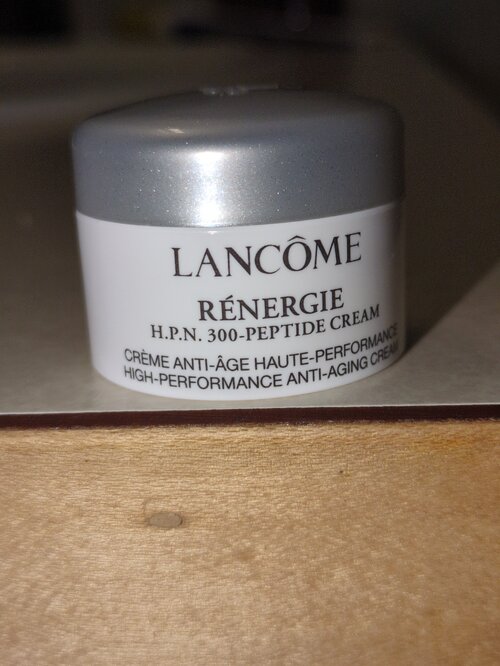 LANCÔME
RÉNERGIE
H.P.N. 300-PEPTIDE CREAM
CRÈME ANTI-ÂGE HAUTE-PERFORMANCE
HIGH-PERFORMANCE ANTI-AGING CREAM